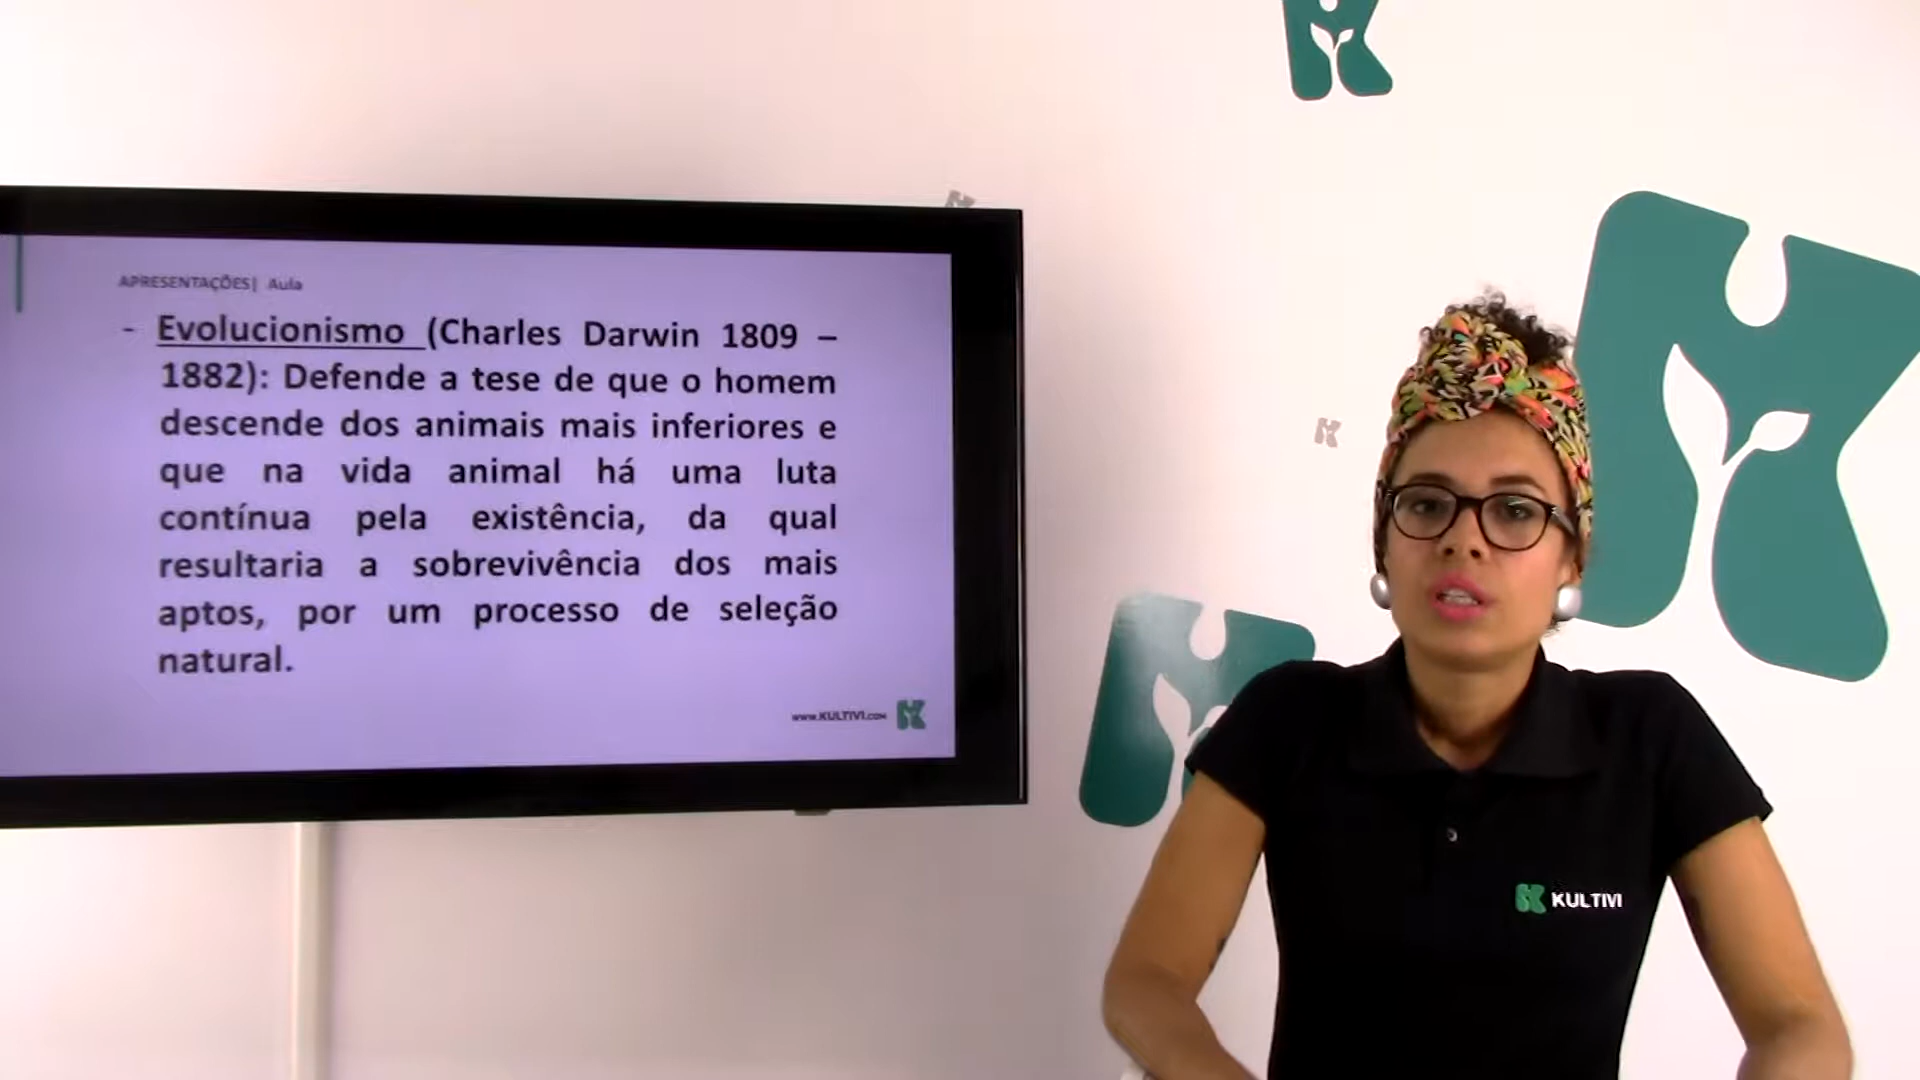 APRESENTAÇÕES| Aula
- Evolucionismo (Charles Darwin 1809 –
1882): Defende a tese de que o homem
descende dos animais mais inferiores e
que na vida animal há uma luta
contínua pela existência, da qual
resultaria a sobrevivência dos mais
aptos, por um processo de seleção
natural.
www.KULTIVI.com
KULTIVI